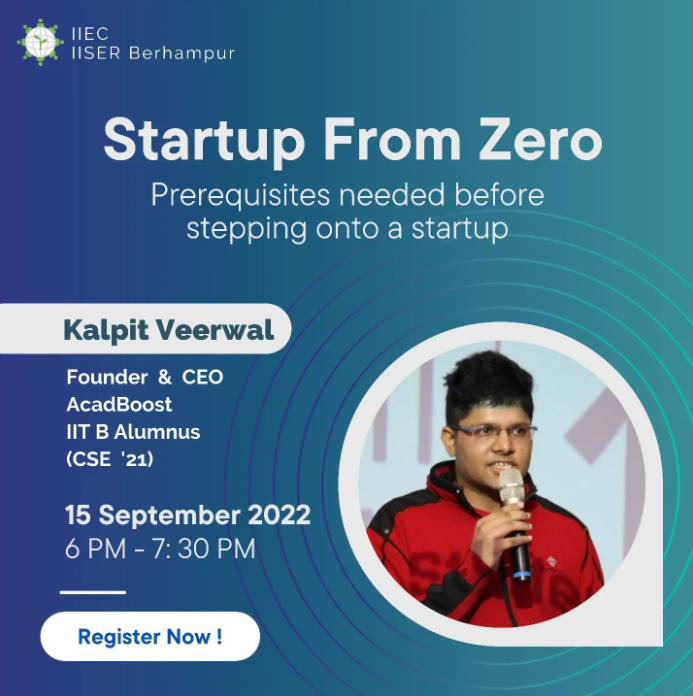 IIEC
IISER Berhampur
Startup From Zero
Prerequisites needed before
stepping onto a startup
Kalpit Veerwal
Founder & CEO
AcadBoost
IIT B Alumnus
(CSE '21)
15 September 2022
6 PM - 7: 30 PM
Register Now !